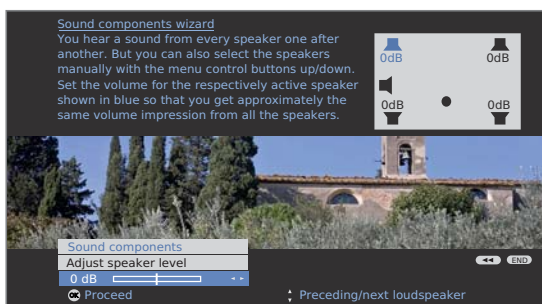 Sound components wizard
You hear a sound from every speaker one after
another. But you can also select the speakers
manually with the menu control buttons up/down.
Set the volume for the respectively active speaker
shown in blue so that you get approximately the
same volume impression from all the speakers.
0dB
0dB
0dB
0dB
Sound components
Adjust speaker level
0 dB
END
OK Proceed
Preceding/next loudspeaker